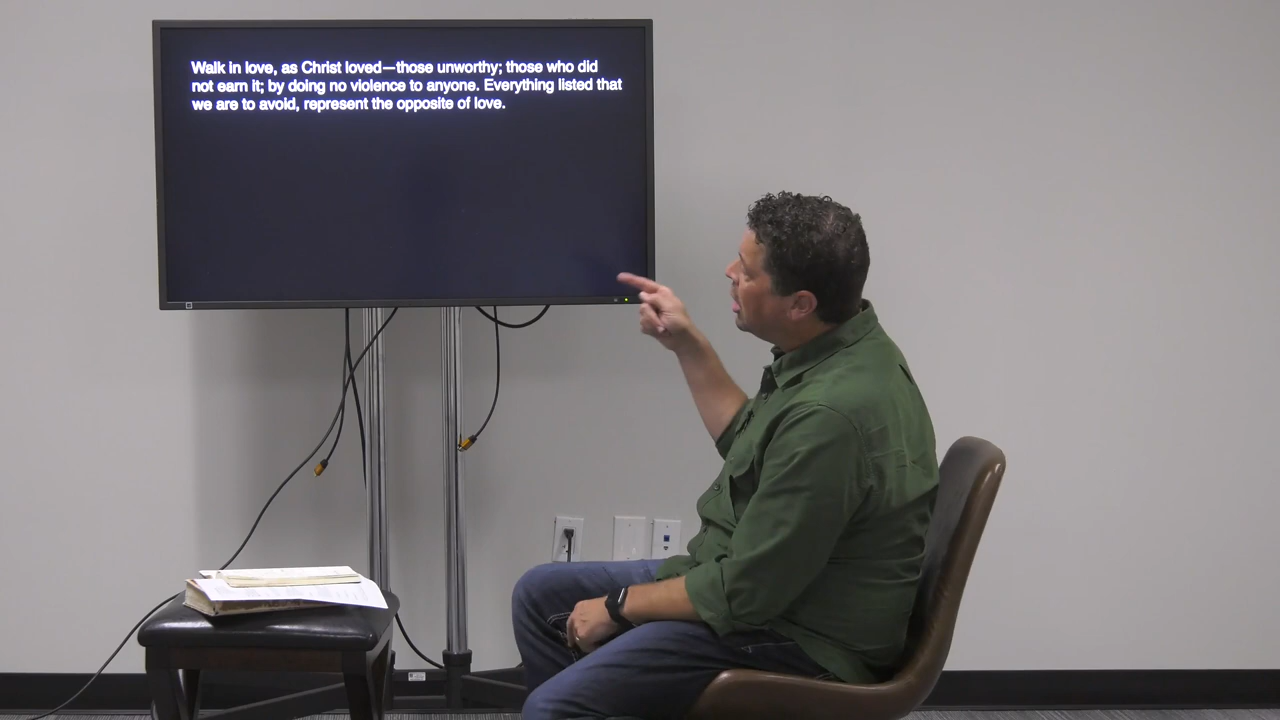 Walk in love, as Christ loved—those unworthy; those who did
not earn it; by doing no violence to anyone. Everything listed that
we are to avoid, represent the opposite of love.